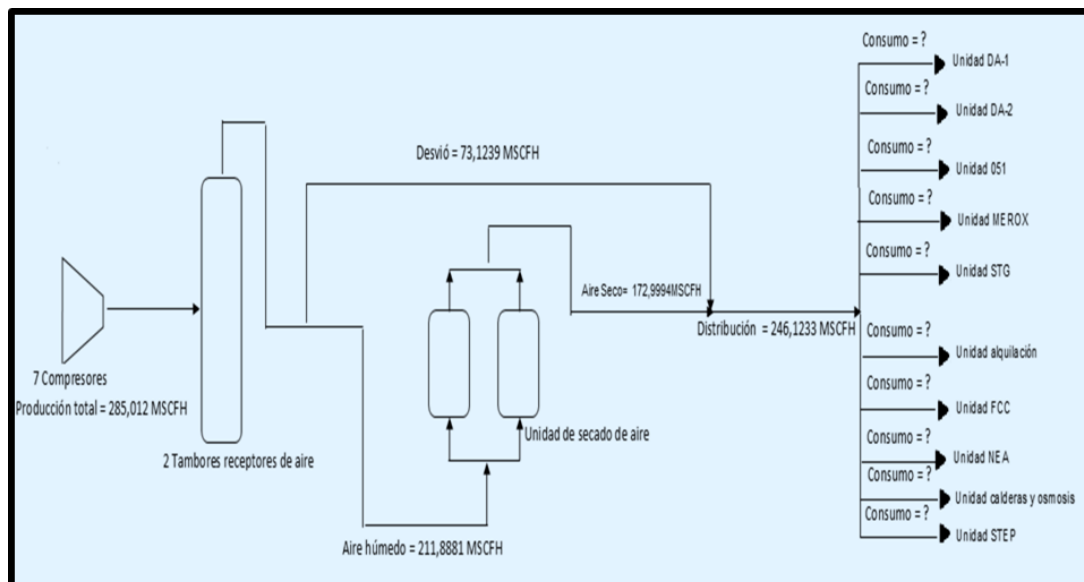 Consumo = ?
Unidad DA-1
Consumo = ?
Unidad DA-2
Consumo = ?
Unidad 051
Consumo = ?
Unidad MEROX
Consumo = ?
Unidad STG
Desvió = 73,1239 MSCFH
Aire Seco= 172,9994MSCFH
Distribución = 246,1233 MSCFH
7 Compresores
Producción total = 285,012 MSCFH
2 Tambores receptores de aire
Unidad de secado de aire
Aire húmedo = 211,8881 MSCFH
Consumo = ?
Unidad alquilación
Consumo = ?
Unidad FCC
Consumo = ?
Unidad NEA
Consumo = ?
Unidad calderas y osmosis
Consumo = ?
Unidad STEP